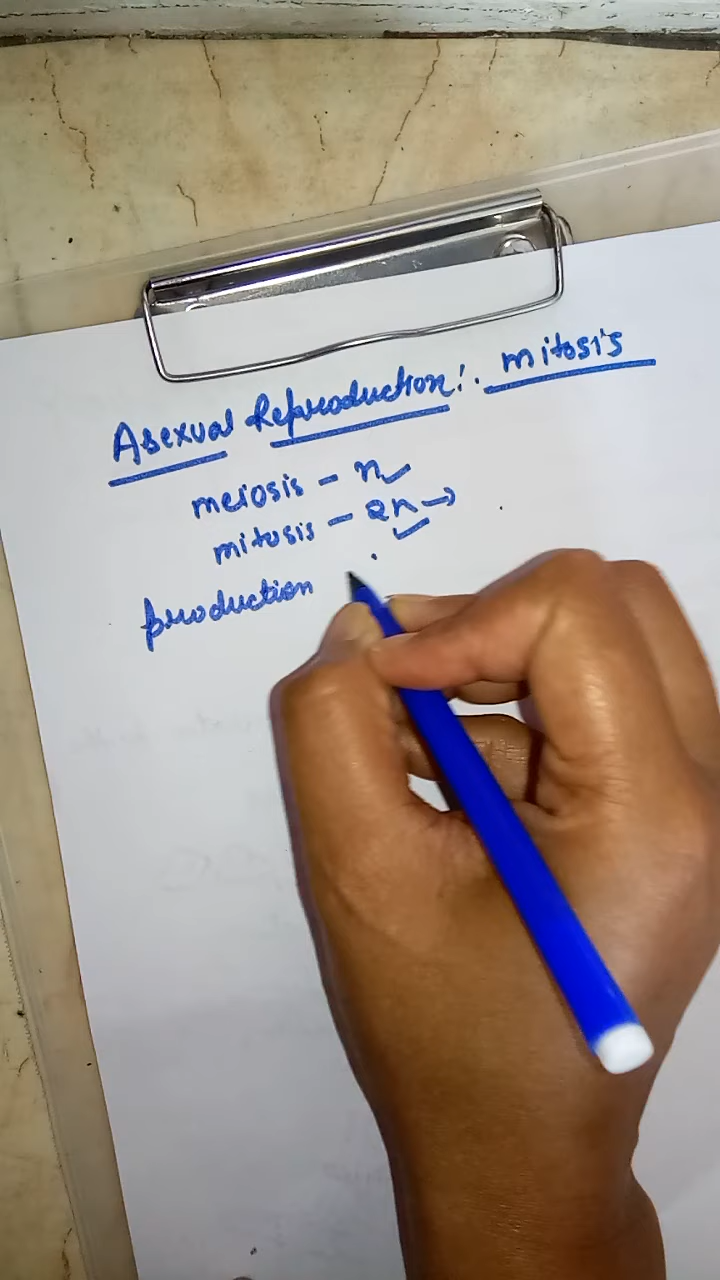 Asexual Reproduction:. mitosis
meiosis - n
mitosis - 2n →
production